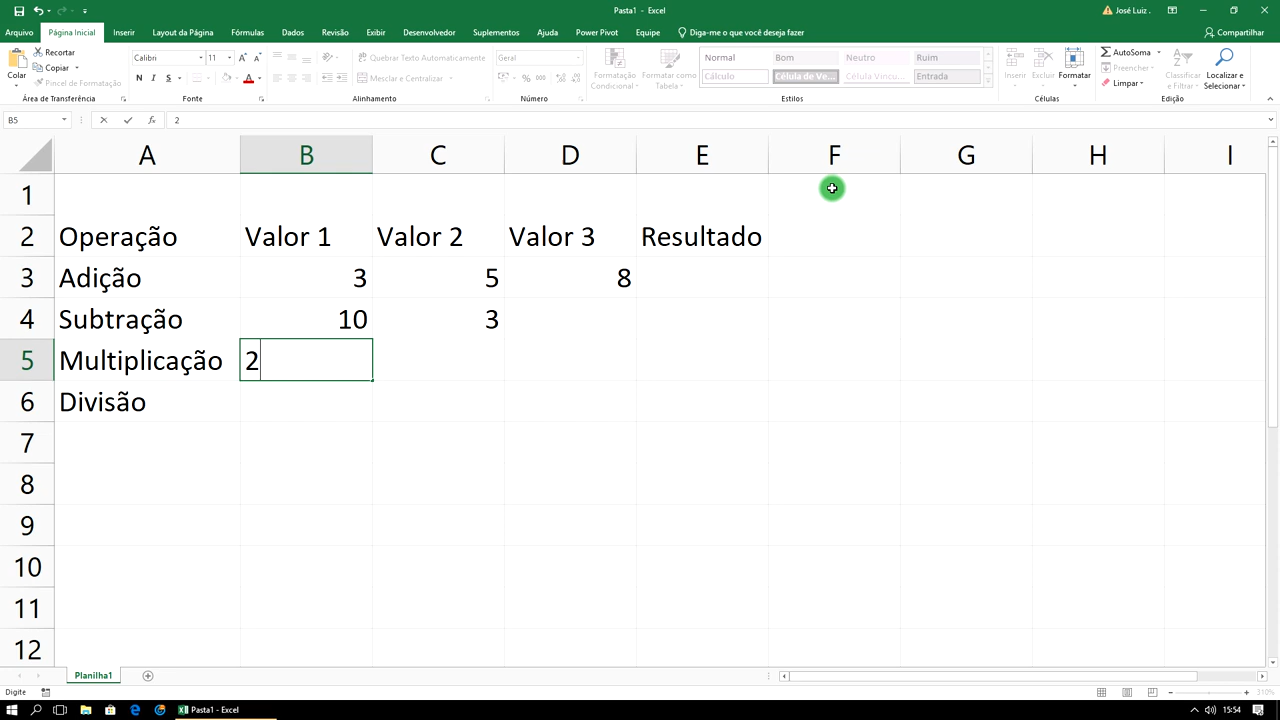 Pasta1 - Excel
José Luiz .
Arquivo Página Inicial Inserir Layout da Página Fórmulas Dados Revisão Exibir Desenvolvedor Suplementos Ajuda Power Pivot Equipe Diga-me o que você deseja fazer Compartilhar
Colar
Recortar
Copiar
Pincel de Formatação
Área de Transferência
Calibri 11
N I S
Fonte
Quebrar Texto Automaticamente
Mesclar e Centralizar
Alinhamento
Geral
% 000
Número
Formatação Condicional
Formatar como Tabela
Normal Bom Neutro Ruim
Cálculo Célula de Ve... Célula Vincu... Entrada
Estilos
Inserir Excluir Formatar
Células
AutoSoma
Preencher
Limpar
Classificar e Filtrar
Localizar e Selecionar
Edição
B5 fx 2
A B C D E F G H I
1
2 Operação Valor 1 Valor 2 Valor 3 Resultado
3 Adição 3 5 8
4 Subtração 10 3
5 Multiplicação 2
6 Divisão
7
8
9
10
11
12
Planilha1
Digite 310%
Pasta1 - Excel 15:54